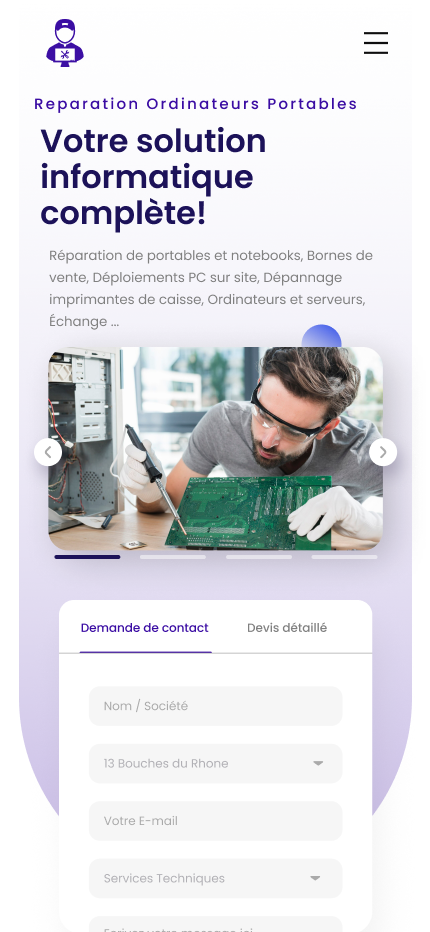 Reparation Ordinateurs Portables
Votre solution
informatique
complète!
Réparation de portables et notebooks, Bornes de
vente, Déploiements PC sur site, Dépannage
imprimantes de caisse, Ordinateurs et serveurs,
Échange ...
Demande de contact
Devis détaillé
Nom / Société
13 Bouches du Rhone
Votre E-mail
Services Techniques